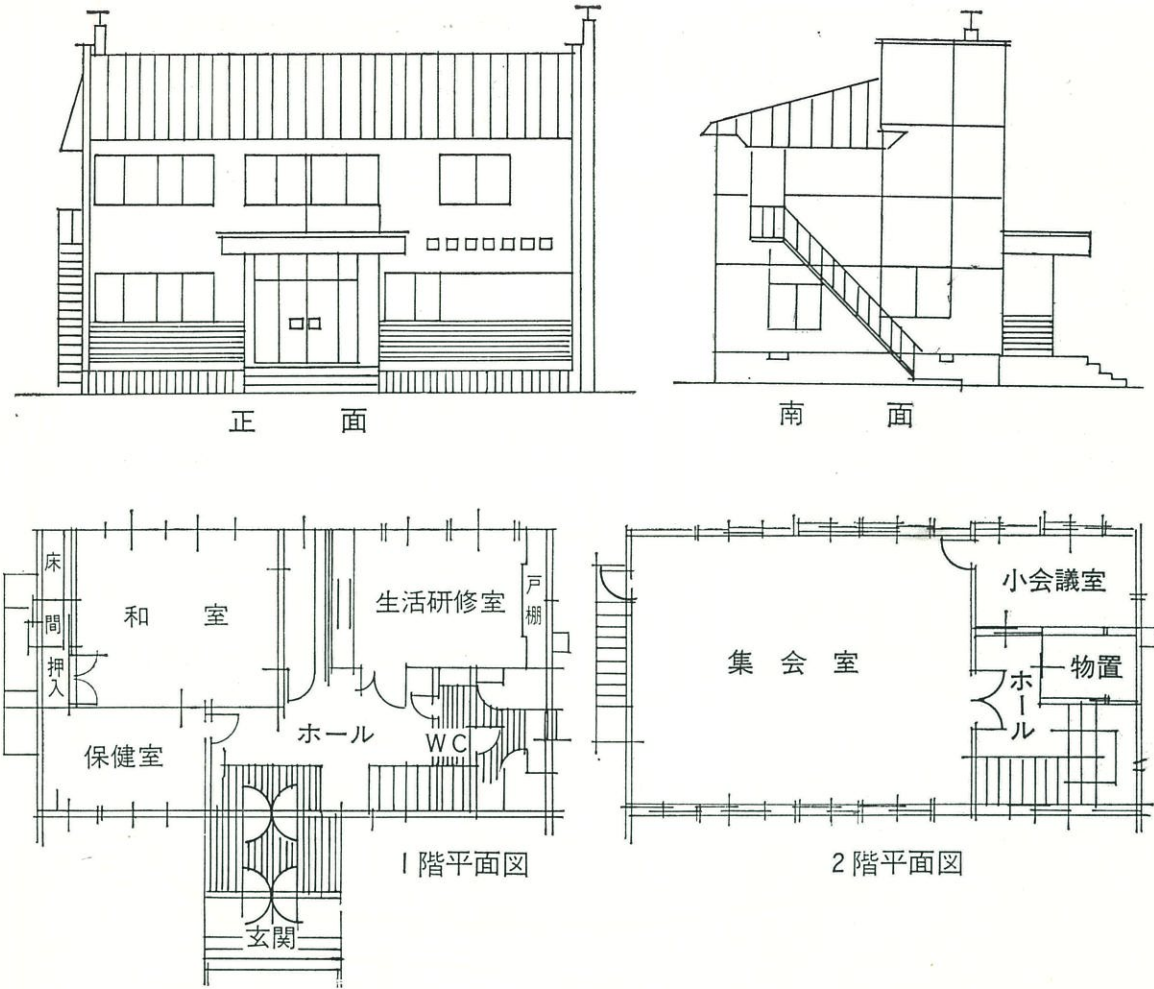 正面
南面
床間
押入
和室
生活研修室
戸棚
保健室
ホール
WC
玄関
1階平面図
集会室
小会議室
物置
ホール
2階平面図